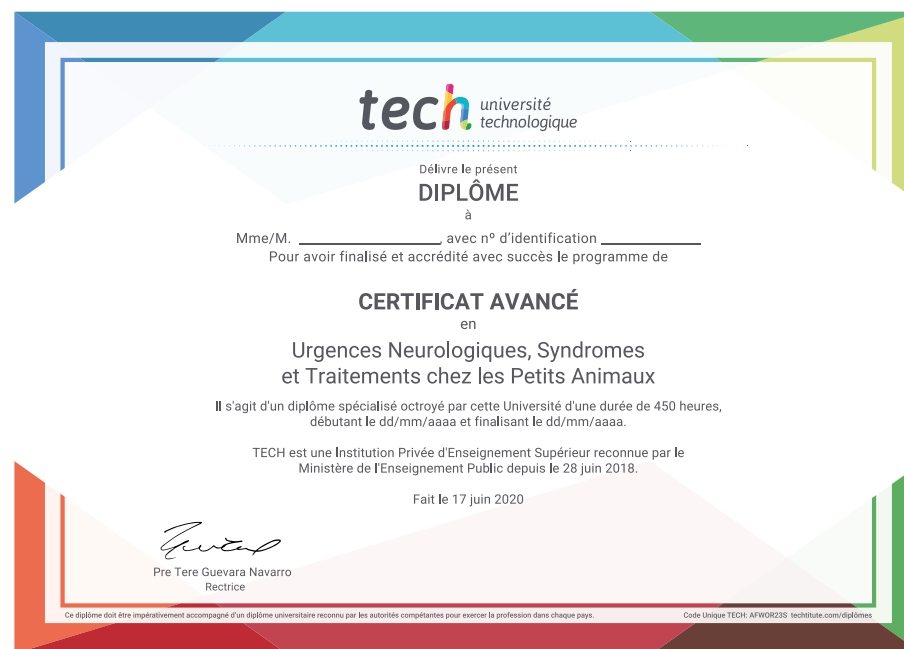 tech université
technologique
Délivre le présent
DIPLÔME
à
Mme/M. ____________________, avec nº d'identification ______________
Pour avoir finalisé et accrédité avec succès le programme de
CERTIFICAT AVANCÉ
en
Urgences Neurologiques, Syndromes
et Traitements chez les Petits Animaux
Il s'agit d'un diplôme spécialisé octroyé par cette Université d'une durée de 450 heures,
débutant le dd/mm/aaaa et finalisant le dd/mm/aaaa.
TECH est une Institution Privée d'Enseignement Supérieur reconnue par le
Ministère de l'Enseignement Public depuis le 28 juin 2018.
Fait le 17 juin 2020
Pre Tere Guevara Navarro
Rectrice
Ce diplôme doit être impérativement accompagné d'un diplôme universitaire reconnu par les autorités compétentes pour exercer la profession dans chaque pays.
Code Unique TECH: AFWOR23S techtitute.com/diplômes